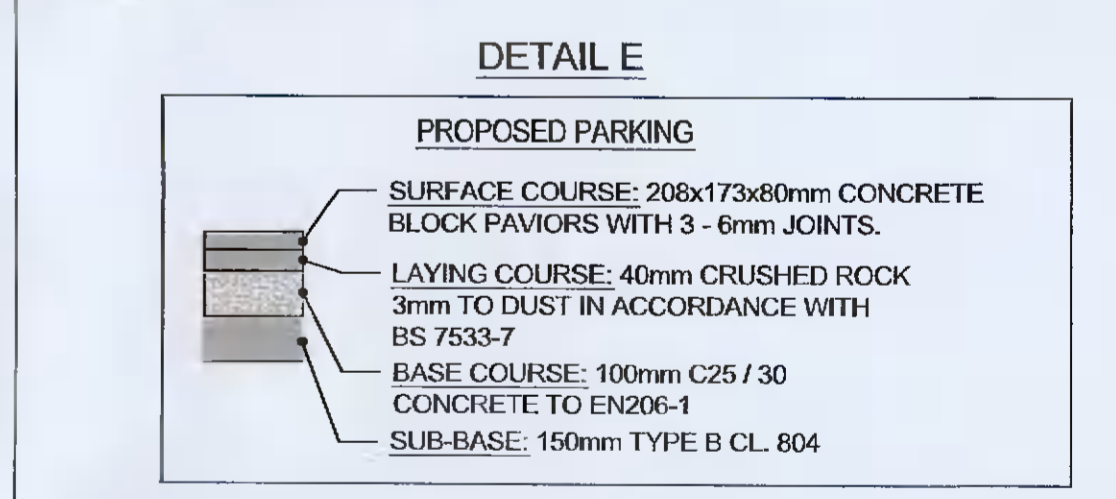 DETAIL E
PROPOSED PARKING
SURFACE COURSE: 208x173x80mm CONCRETE
BLOCK PAVIORS WITH 3 - 6mm JOINTS.
LAYING COURSE: 40mm CRUSHED ROCK
3mm TO DUST IN ACCORDANCE WITH
BS 7533-7
BASE COURSE: 100mm C25 / 30
CONCRETE TO EN206-1
SUB-BASE: 150mm TYPE B CL. 804